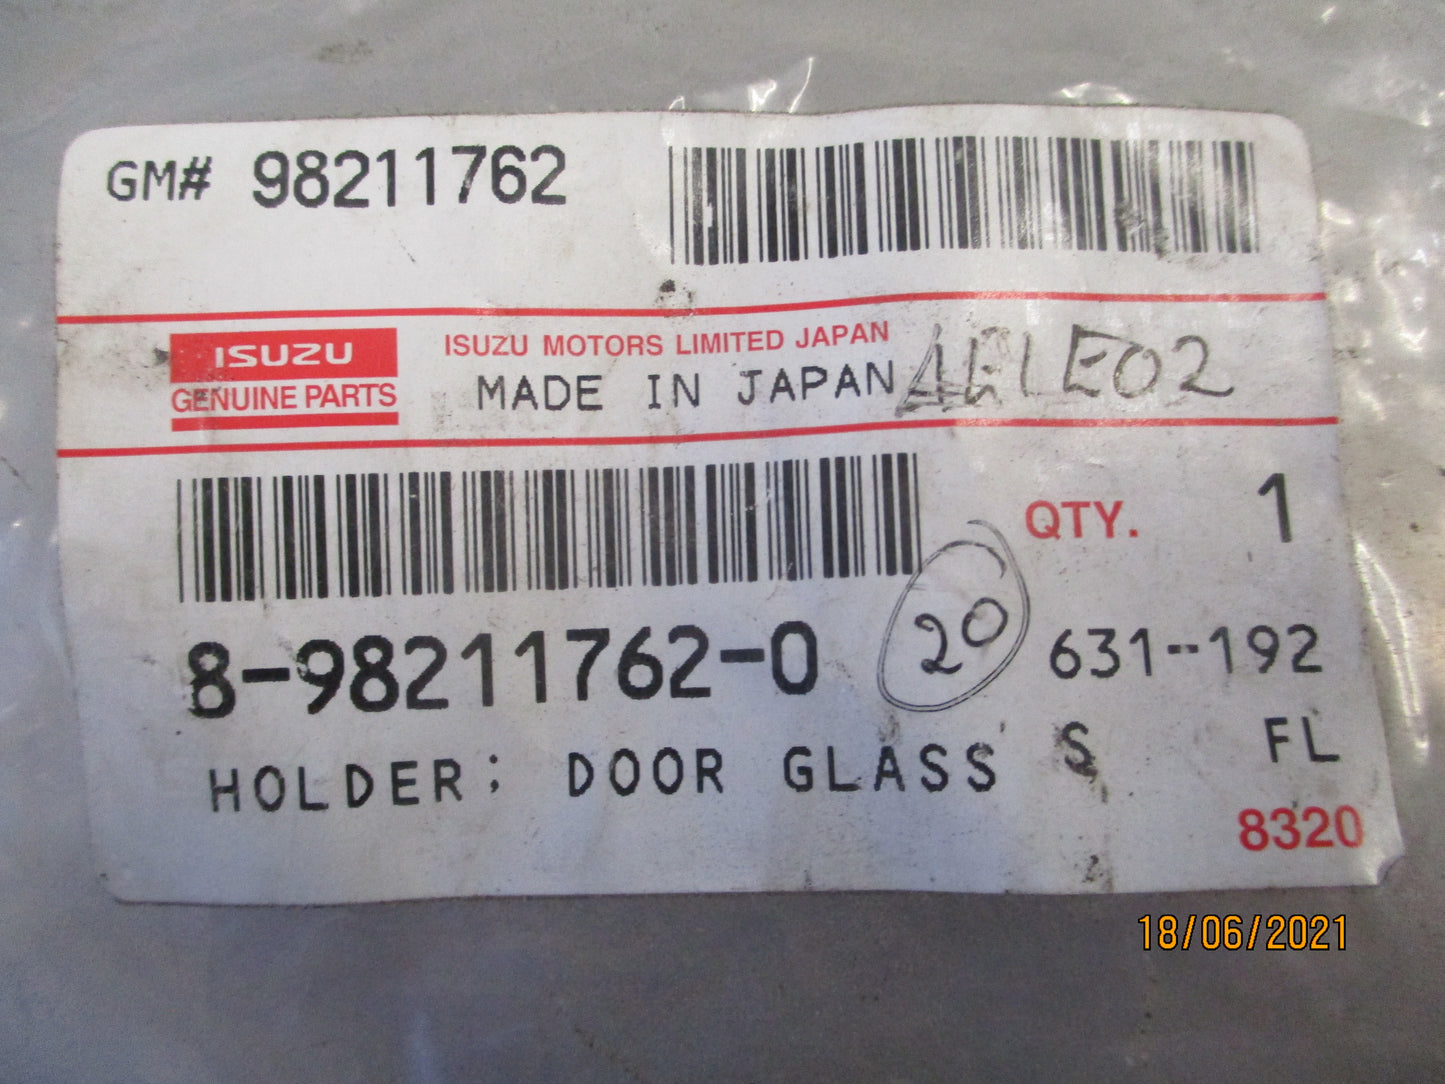 GM# 98211762
ISUZU
GENUINE PARTS
ISUZU MOTORS LIMITED JAPAN
MADE IN JAPAN
QTY. 1
8-98211762-0
20
631--192
HOLDER; DOOR GLASS S FL
8320
18/06/2021